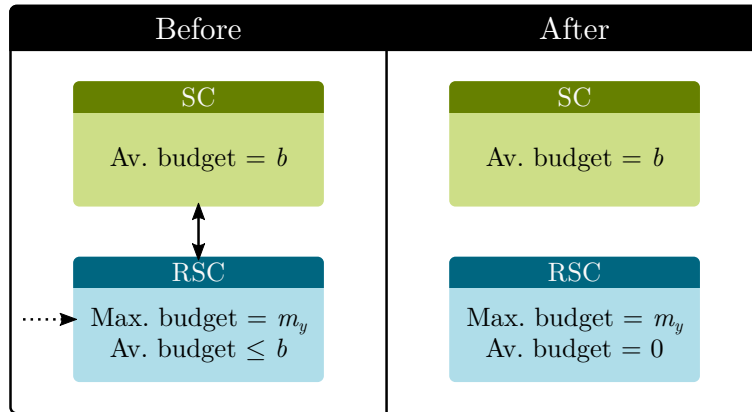 Before
After
SC
Av. budget = b
RSC
Max. budget = m_y
Av. budget ≤ b
SC
Av. budget = b
RSC
Max. budget = m_y
Av. budget = 0